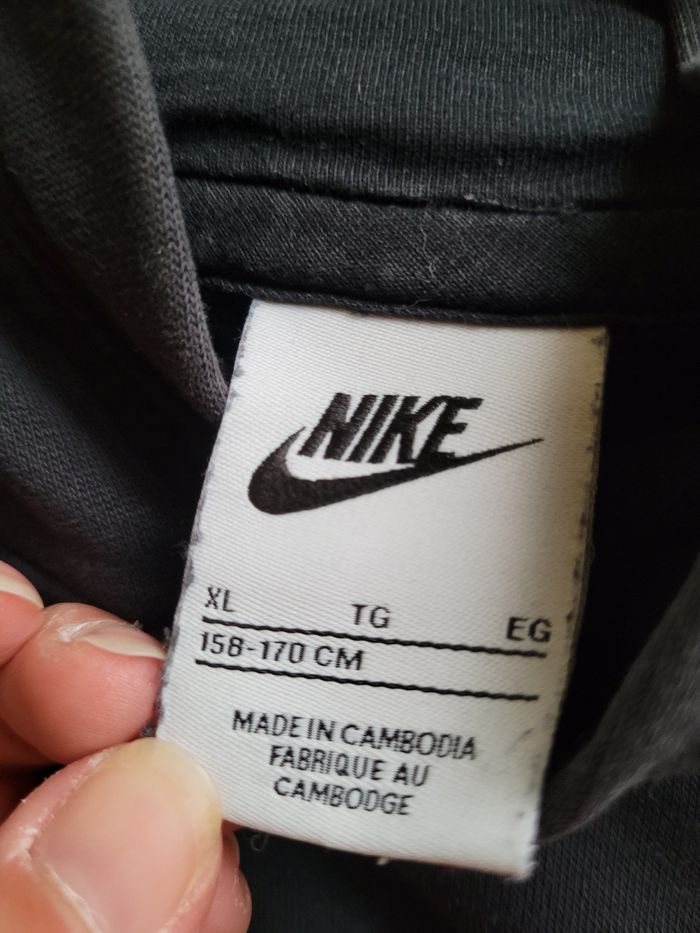 NIKE
XL TG EG
158-170 CM
MADE IN CAMBODIA
FABRIQUE AU
CAMBODGE